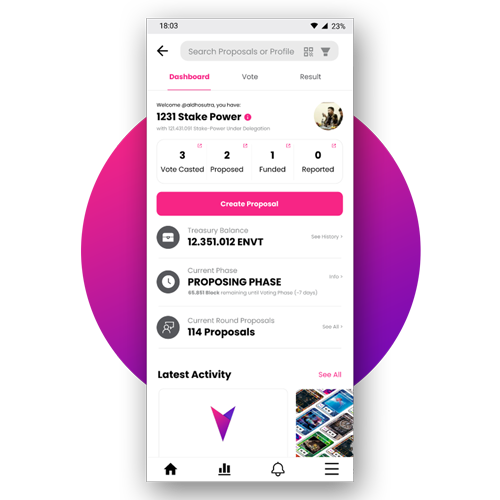 18:03 23%
Search Proposals or Profile
Dashboard Vote Result
Welcome @aldhosutra, you have:
1231 Stake Power
with 121.431.091 Stake-Power Under Delegation
3 2 1 0
Vote Casted Proposed Funded Reported
Create Proposal
Treasury Balance
12.351.012 ENVT See History >
Current Phase
PROPOSING PHASE Info >
remaining until Voting Phase (~7 days)
Current Round Proposals
114 Proposals See All >
Latest Activity See All